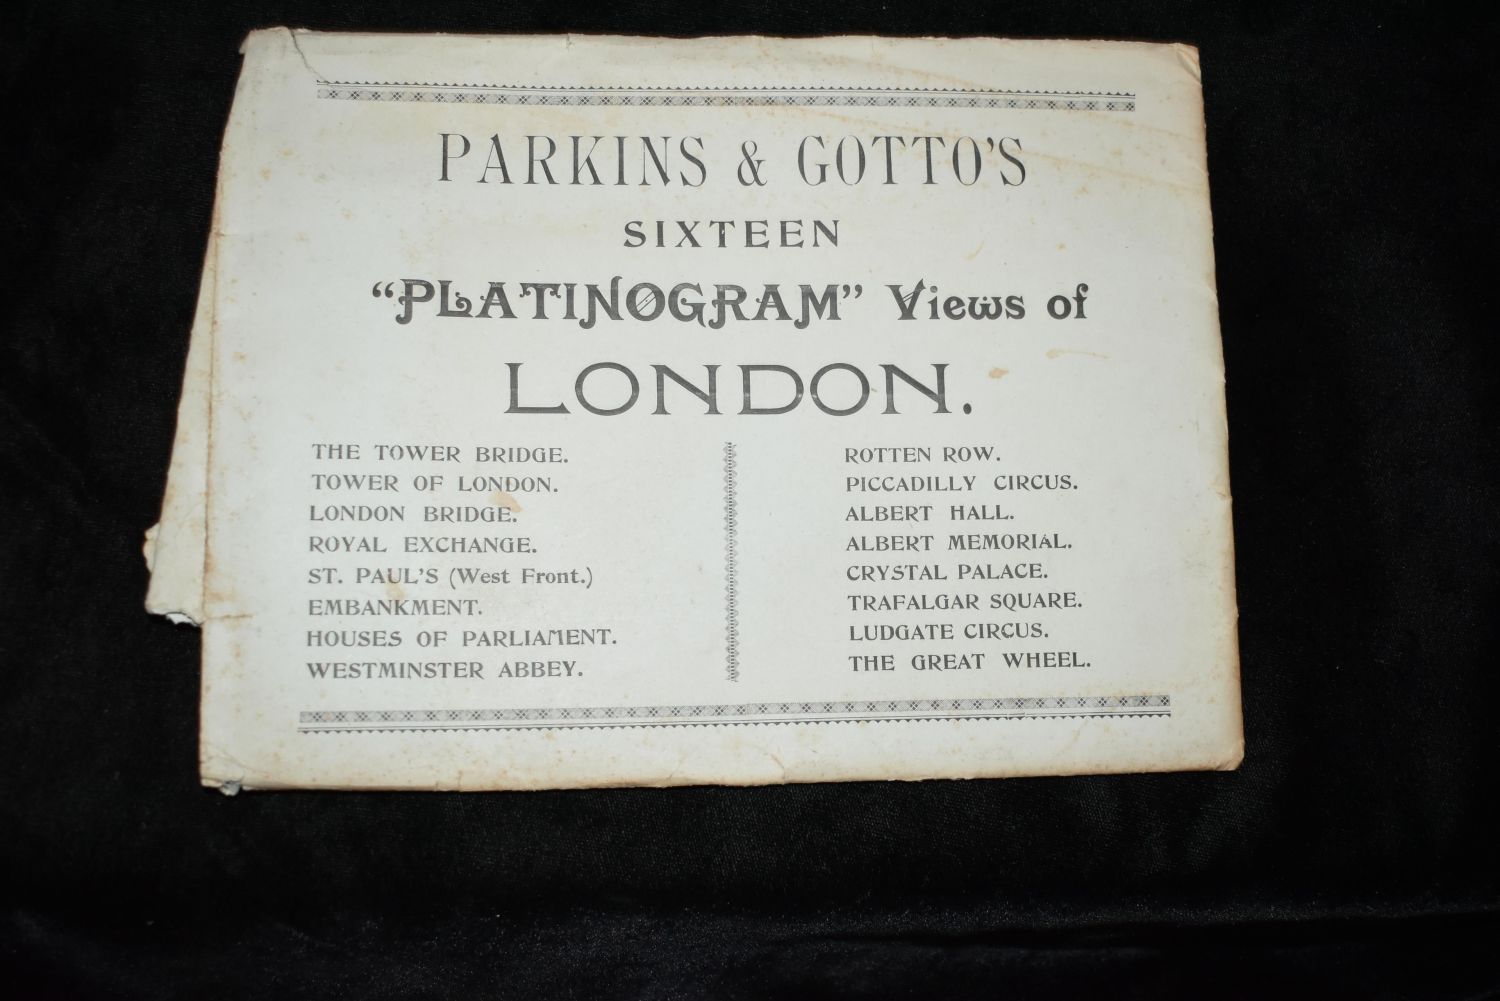 PARKINS & GOTTO'S
SIXTEEN
“PLATINOGRAM” Views of
LONDON.
THE TOWER BRIDGE.
TOWER OF LONDON.
LONDON BRIDGE.
ROYAL EXCHANGE.
ST. PAUL'S (West Front.)
EMBANKMENT.
HOUSES OF PARLIAMENT.
WESTMINSTER ABBEY.
ROTTEN ROW.
PICCADILLY CIRCUS.
ALBERT HALL.
ALBERT MEMORIAL.
CRYSTAL PALACE.
TRAFALGAR SQUARE.
LUDGATE CIRCUS.
THE GREAT WHEEL.